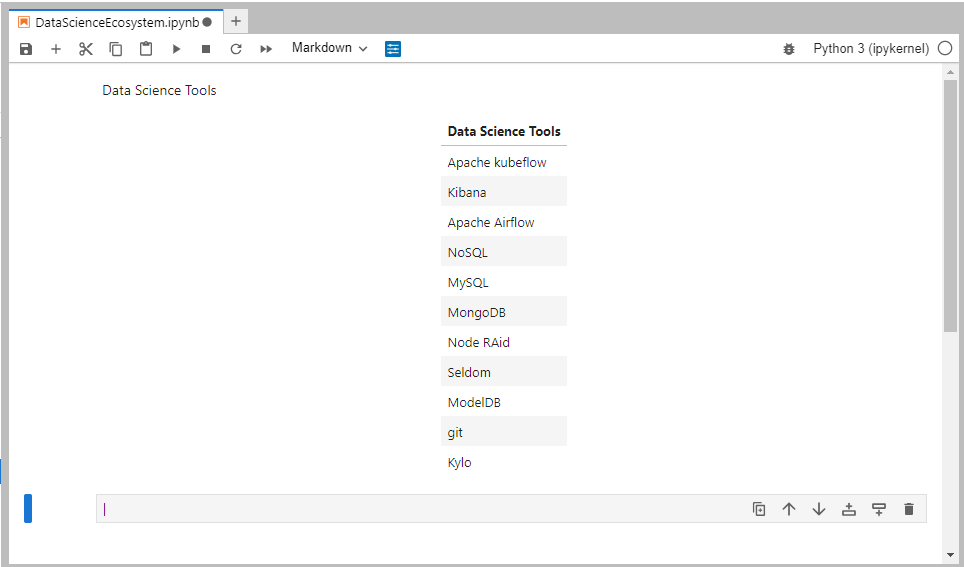 DataScienceEcosystem.ipynb
Markdown
Python 3 (ipykernel)
Data Science Tools
Data Science Tools
Apache kubeflow
Kibana
Apache Airflow
NoSQL
MySQL
MongoDB
Node RAid
Seldom
ModelDB
git
Kylo